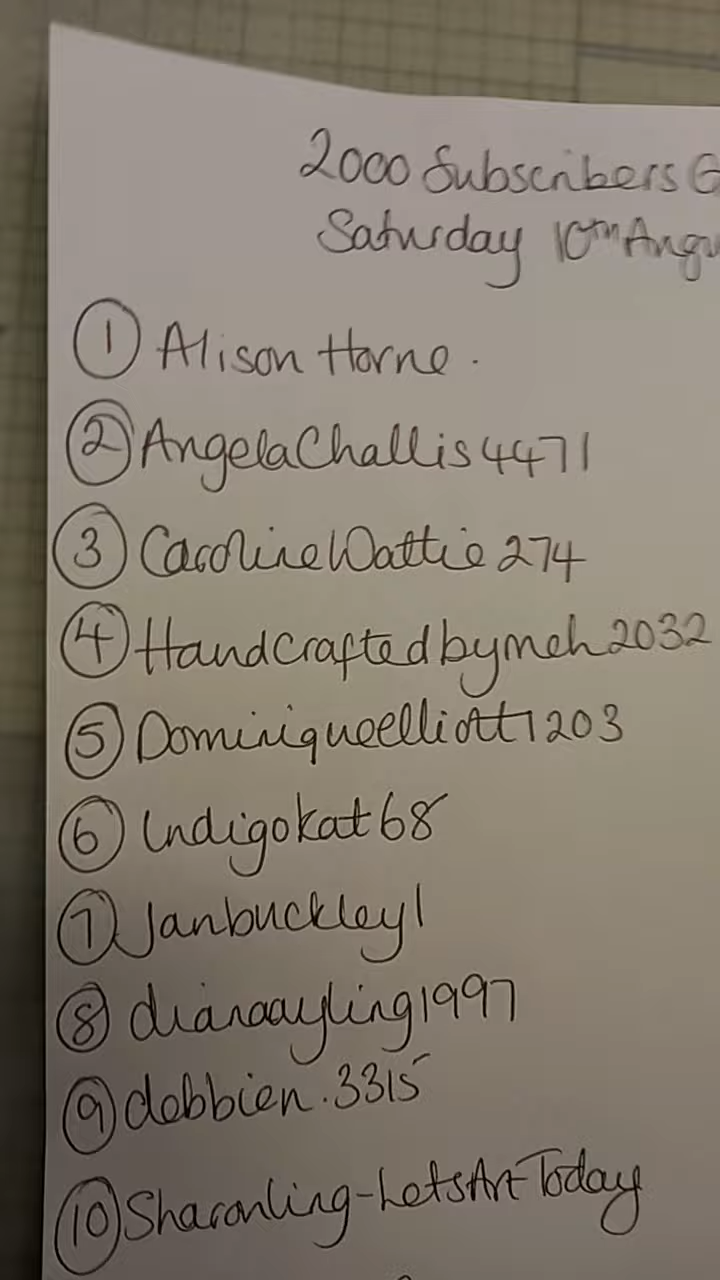 2000 Subscribers G
Saturday 10th Augu
1 Alison Horne.
2 AngelaChallis4471
3 CarolineWattie274
4 Handcraftedbymeh2032
5 Dominiqueelliott1203
6 Indigokat68
7 Janbuckley1
8 dianaayling1997
9 debbien.3315
10 Sharonling-LetsArtToday